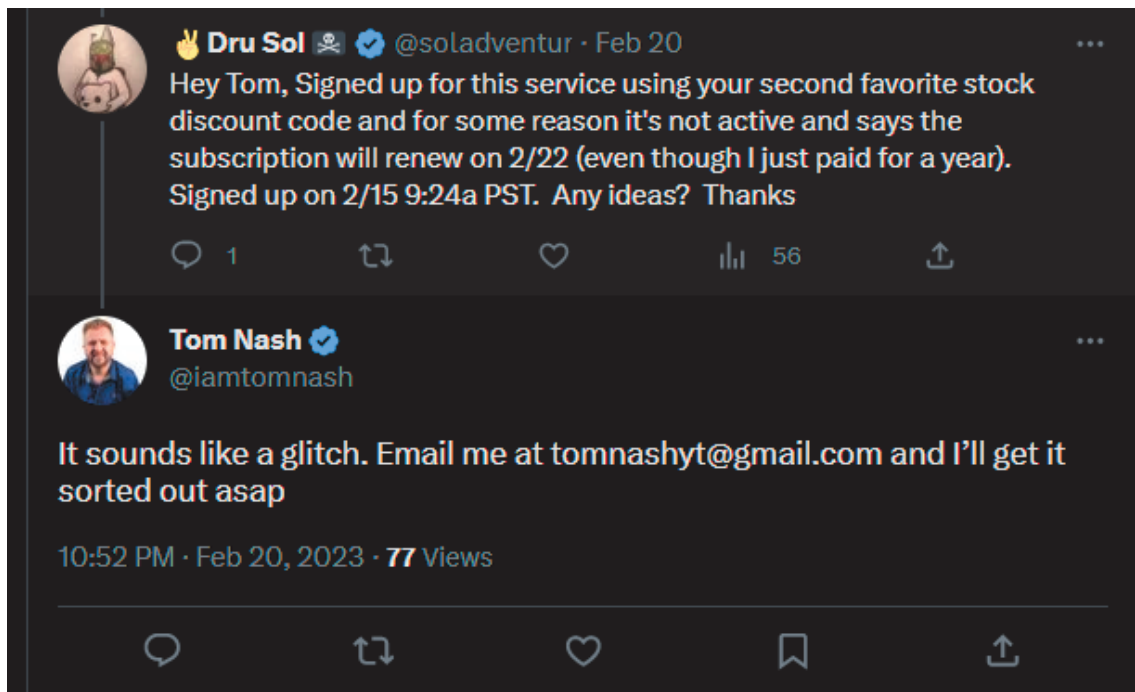 ✌️ Dru Sol 🏴‍☠️ @soladventur · Feb 20
Hey Tom, Signed up for this service using your second favorite stock
discount code and for some reason it's not active and says the
subscription will renew on 2/22 (even though I just paid for a year).
Signed up on 2/15 9:24a PST.  Any ideas?  Thanks
1 56
Tom Nash
@iamtomnash
It sounds like a glitch. Email me at tomnashyt@gmail.com and I’ll get it
sorted out asap
10:52 PM · Feb 20, 2023 · 77 Views